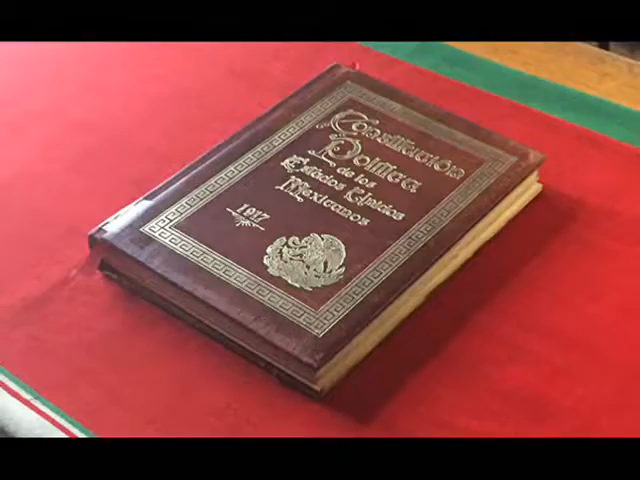 Constitución
Política
de los
Estados Unidos
Mexicanos
1917